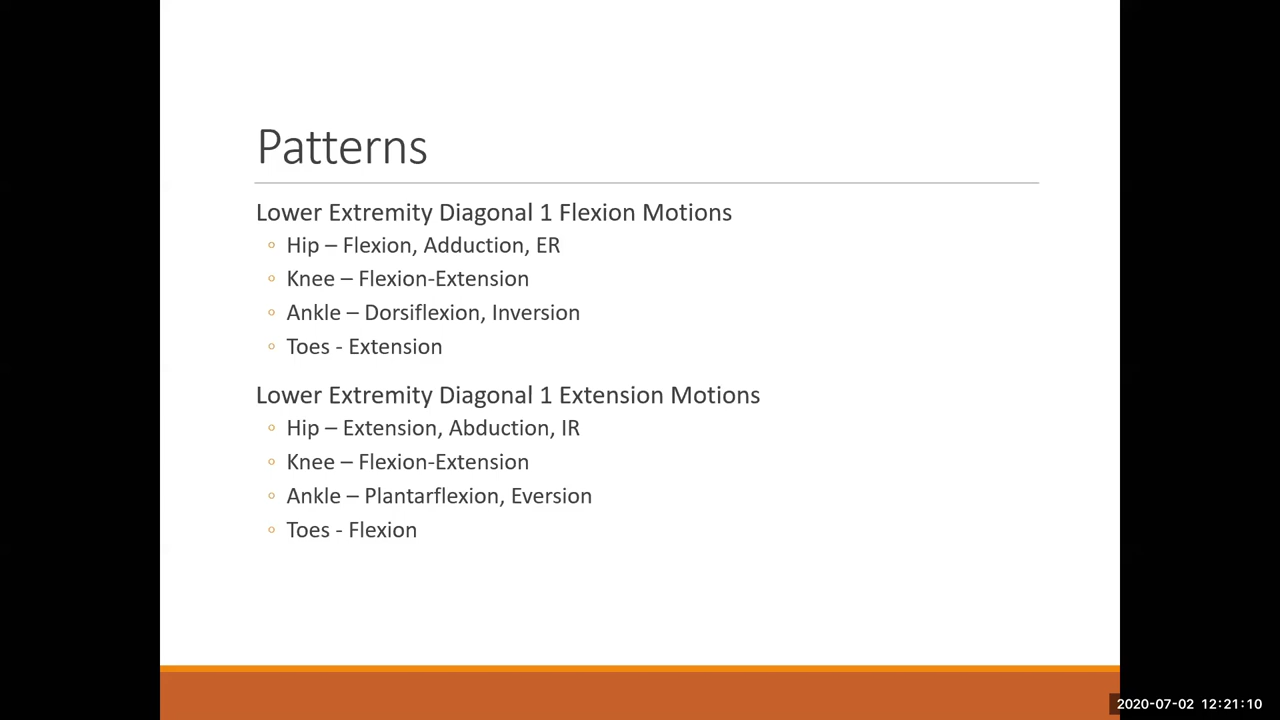 Patterns
Lower Extremity Diagonal 1 Flexion Motions
◦ Hip – Flexion, Adduction, ER
◦ Knee – Flexion-Extension
◦ Ankle – Dorsiflexion, Inversion
◦ Toes - Extension
Lower Extremity Diagonal 1 Extension Motions
◦ Hip – Extension, Abduction, IR
◦ Knee – Flexion-Extension
◦ Ankle – Plantarflexion, Eversion
◦ Toes - Flexion
2020-07-02 12:21:10